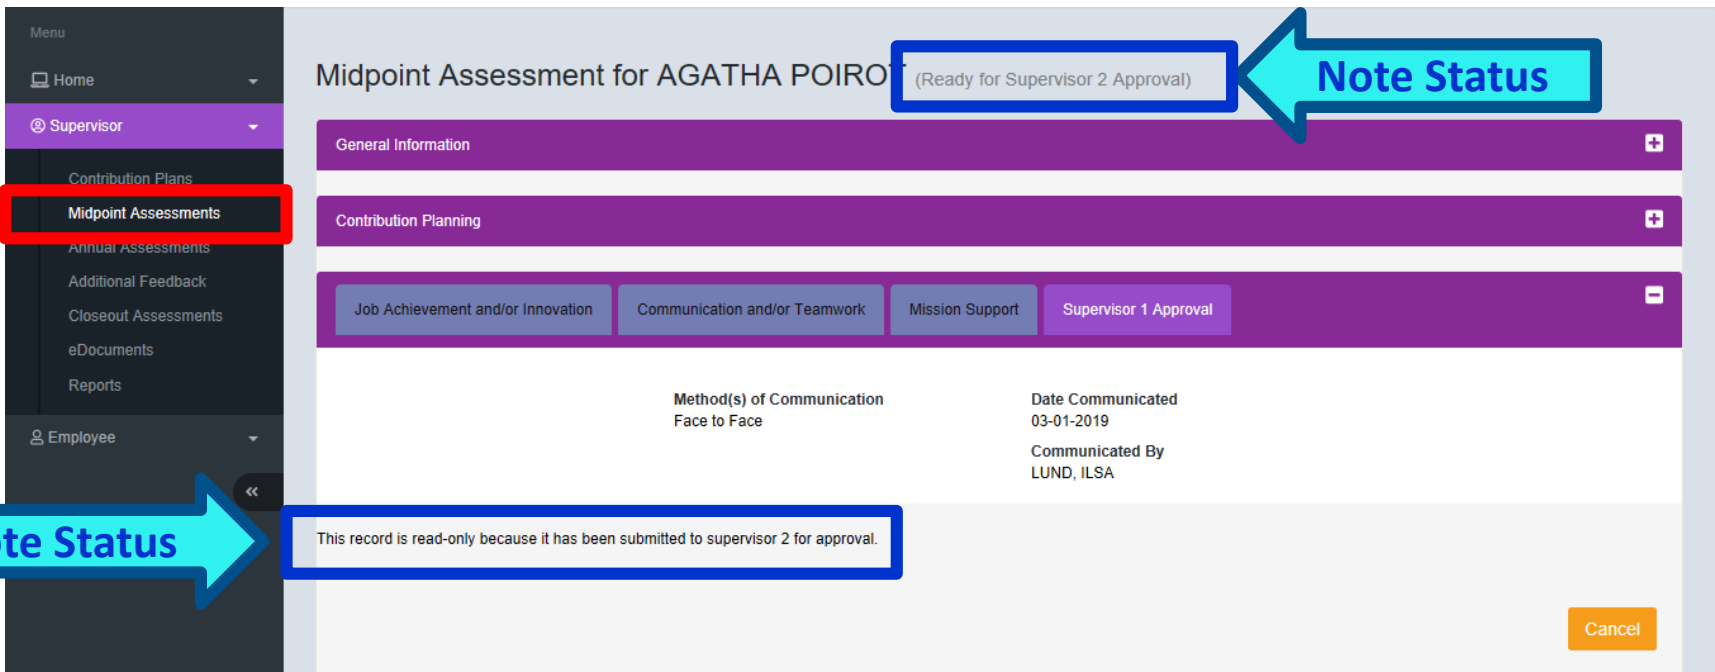 Menu
Home
Supervisor
Contribution Plans
Midpoint Assessments
Annual Assessments
Additional Feedback
Closeout Assessments
eDocuments
Reports
Employee
Midpoint Assessment for AGATHA POIROT (Ready for Supervisor 2 Approval)
Note Status
General Information
Contribution Planning
Job Achievement and/or Innovation
Communication and/or Teamwork
Mission Support
Supervisor 1 Approval
Method(s) of Communication
Face to Face
Date Communicated
03-01-2019
Communicated By
LUND, ILSA
te Status
This record is read-only because it has been submitted to supervisor 2 for approval.
Cancel